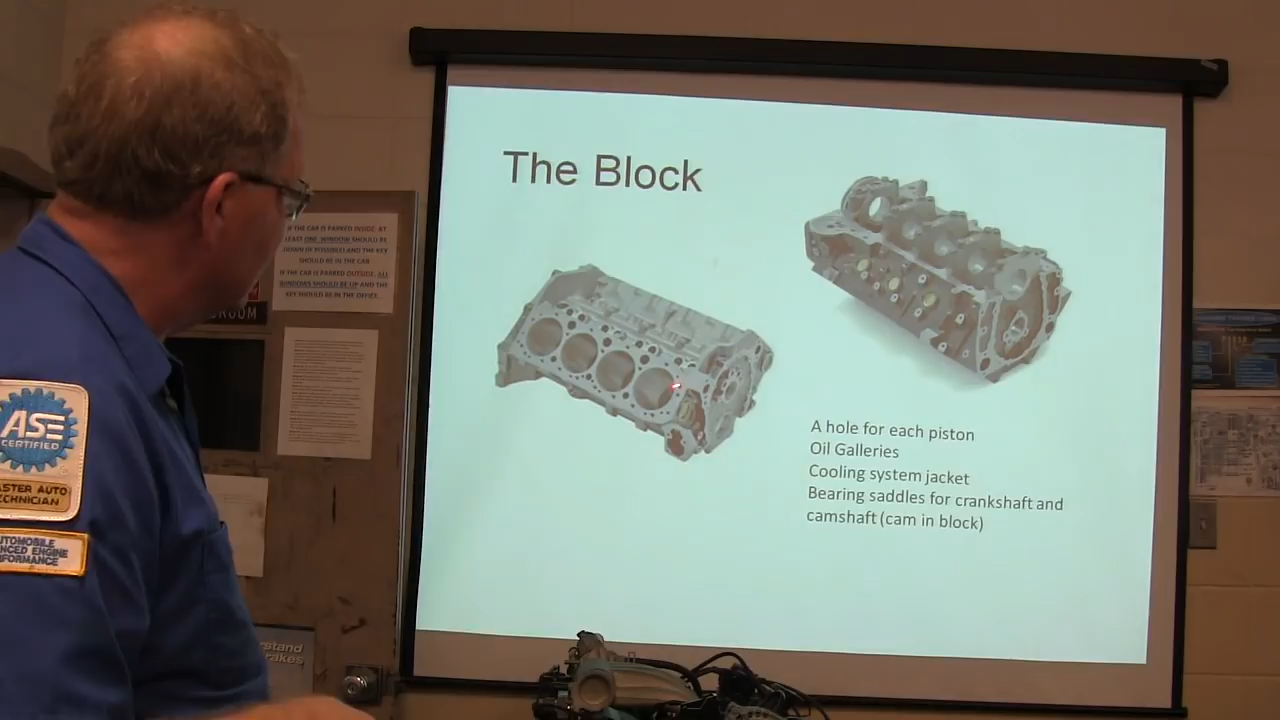 The Block
A hole for each piston
Oil Galleries
Cooling system jacket
Bearing saddles for crankshaft and
camshaft (cam in block)
IF THE CAR IS PARKED INSIDE: AT
LEAST ONE WINDOW SHOULD BE
DOWN (IF POSSIBLE) AND THE KEY
SHOULD BE IN THE CAR
IF THE CAR IS PARKED OUTSIDE: ALL
WINDOWS SHOULD BE UP AND THE
KEY SHOULD BE IN THE OFFICE.
ROOM
ASE
CERTIFIED
ASTER AUTO
ECHNICIAN
UTOMOBILE
NCED ENGINE
FORMANCE
stand
rakes